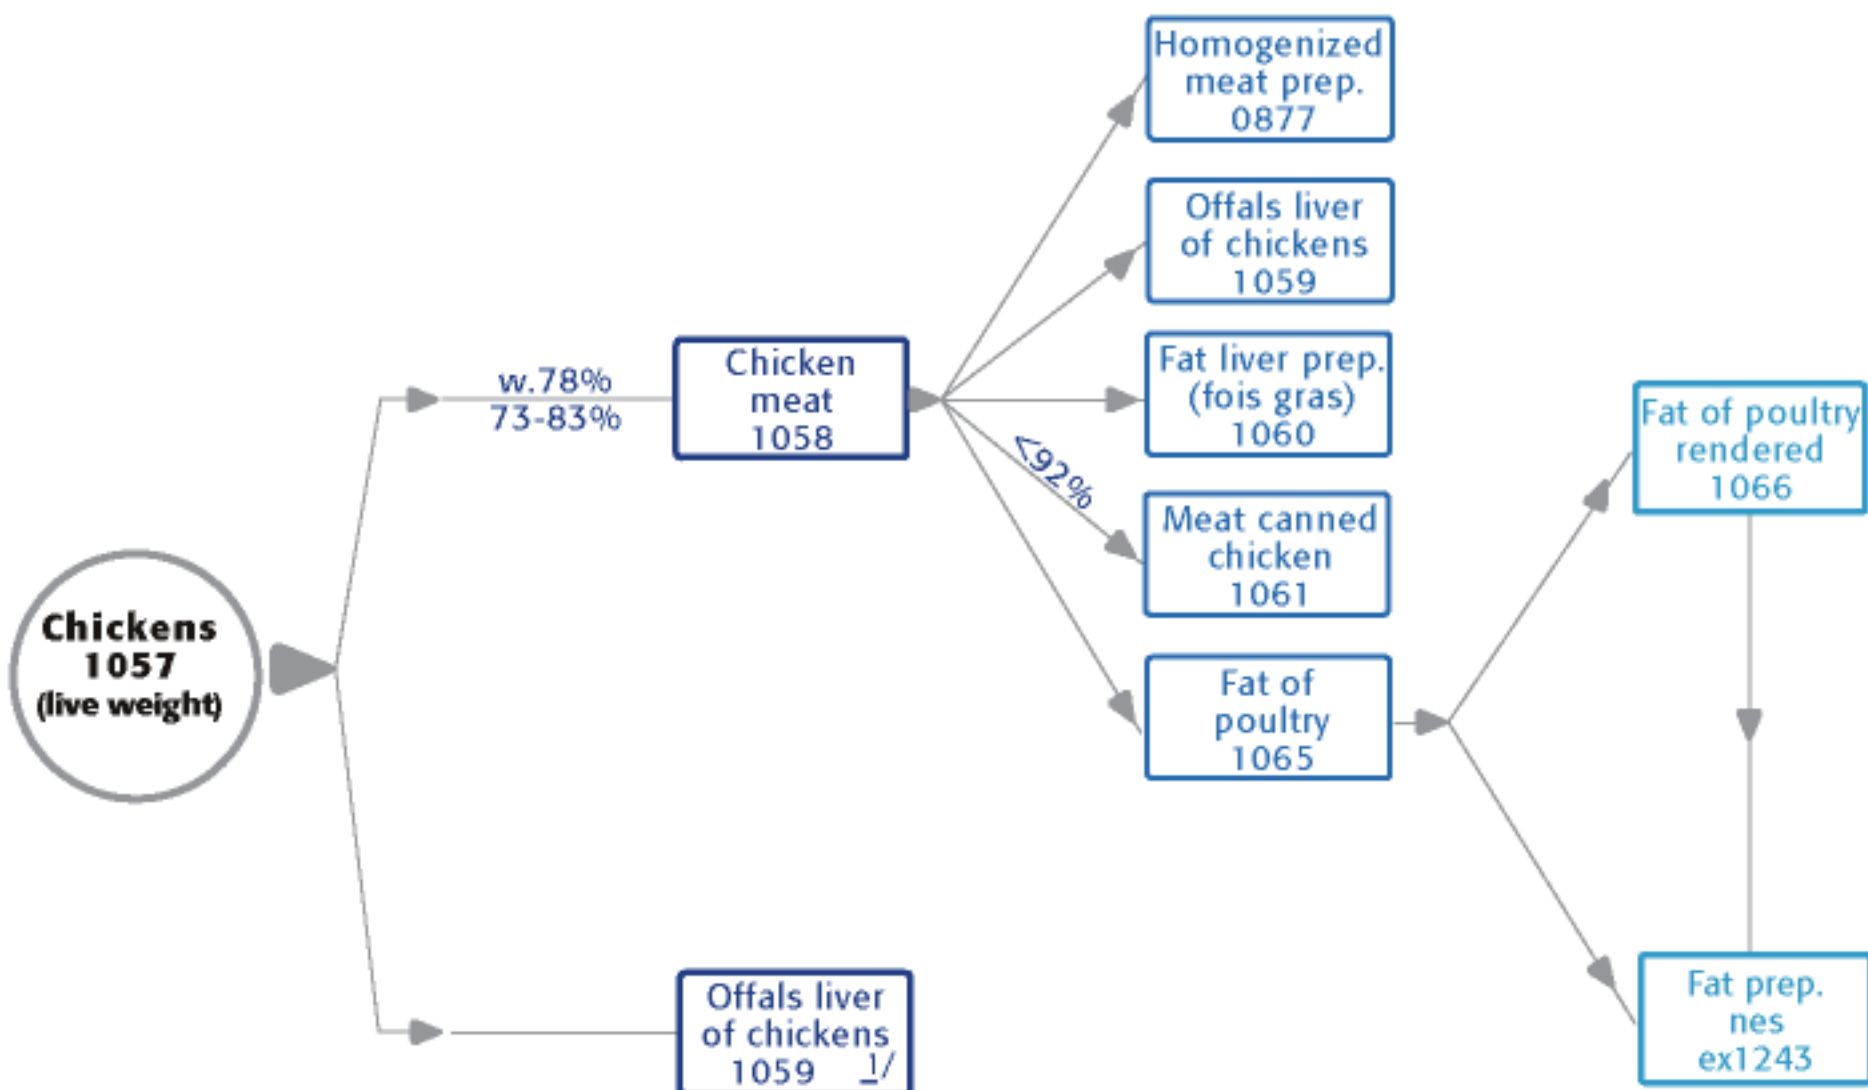 Chickens
1057
(live weight)
w.78%
73-83%
Chicken
meat
1058
Offals liver
of chickens
1059 1/
<92%
Homogenized
meat prep.
0877
Offals liver
of chickens
1059
Fat liver prep.
(fois gras)
1060
Meat canned
chicken
1061
Fat of
poultry
1065
Fat of poultry
rendered
1066
Fat prep.
nes
ex1243